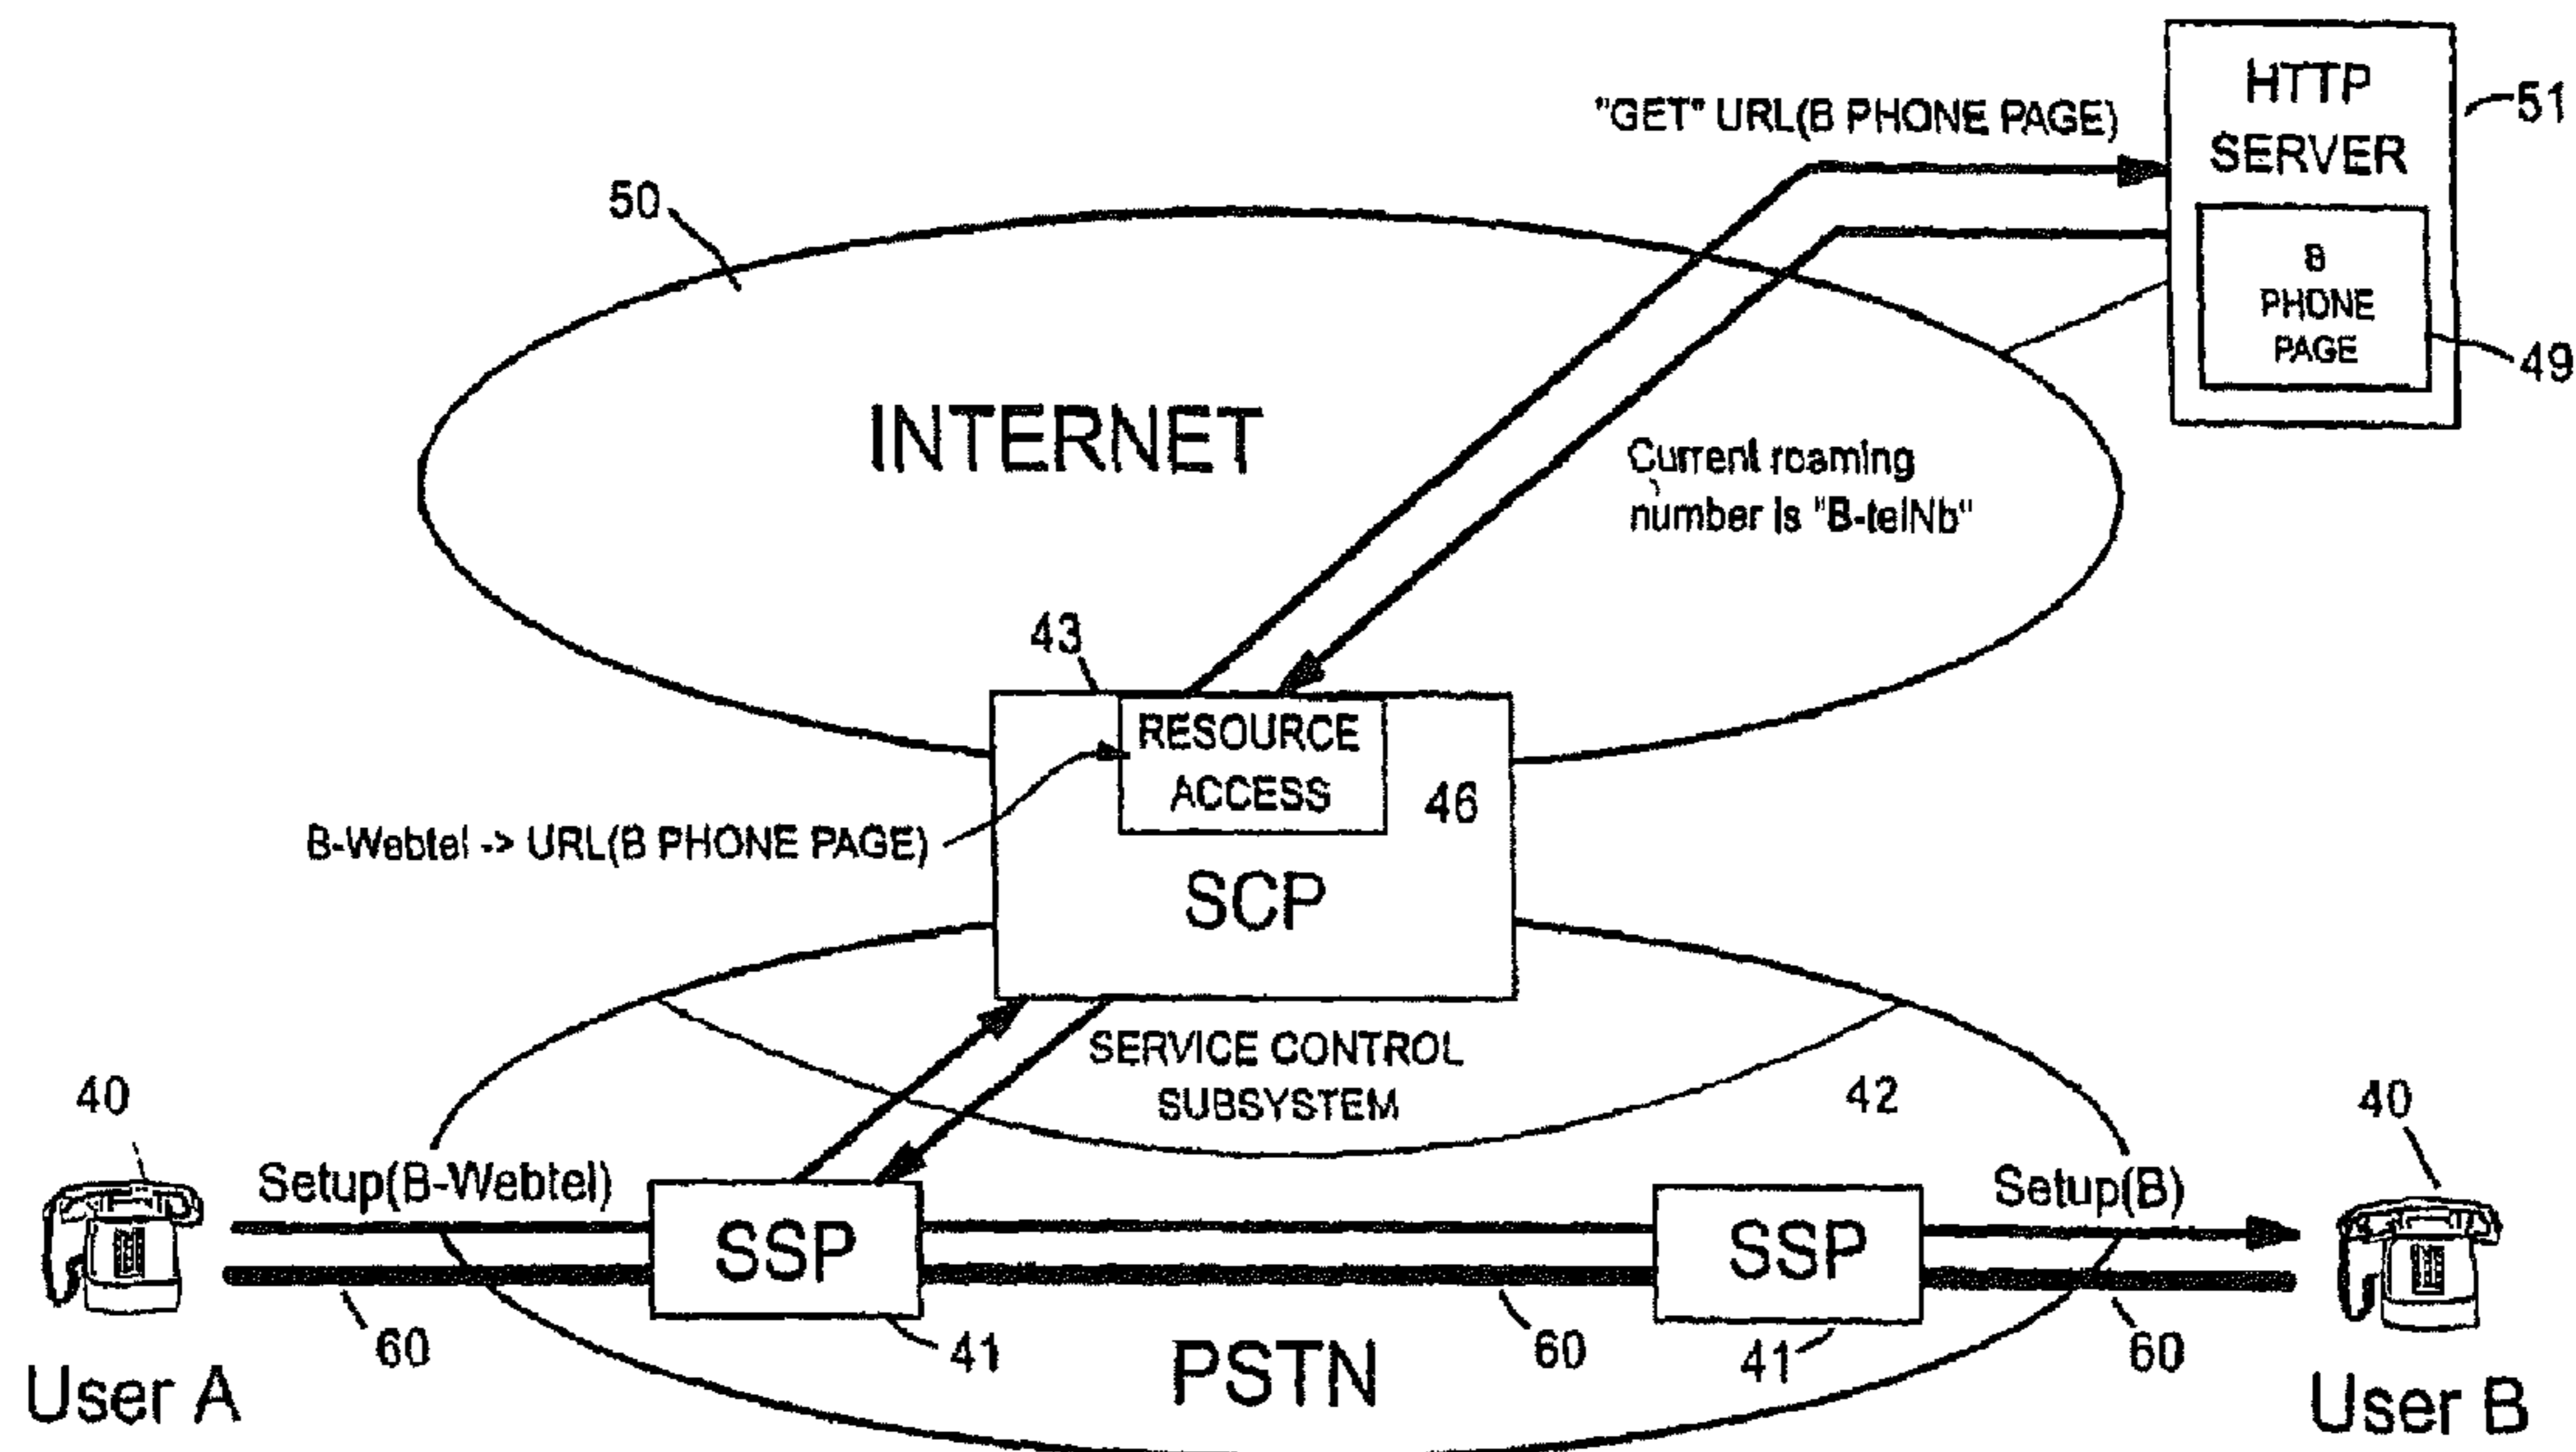 HTTP
SERVER
51
"GET" URL(B PHONE PAGE)
50
B
PHONE
PAGE
49
INTERNET
Current roaming
number is "B-telNb"
43
RESOURCE
ACCESS
46
B-Webtel -> URL(B PHONE PAGE)
SCP
SERVICE CONTROL
SUBSYSTEM
42
40
40
Setup(B-Webtel)
Setup(B)
SSP
SSP
60
41
60
41
60
PSTN
User A
User B